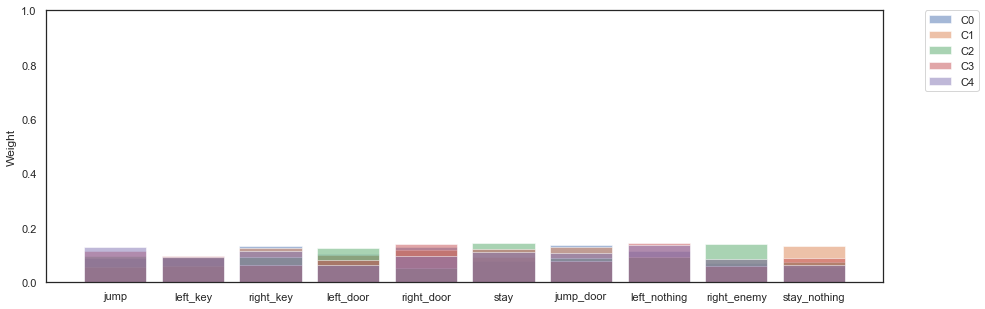 1.0
0.8
0.6
0.4
0.2
0.0
Weight
jump left_key right_key left_door right_door stay jump_door left_nothing right_enemy stay_nothing
C0
C1
C2
C3
C4